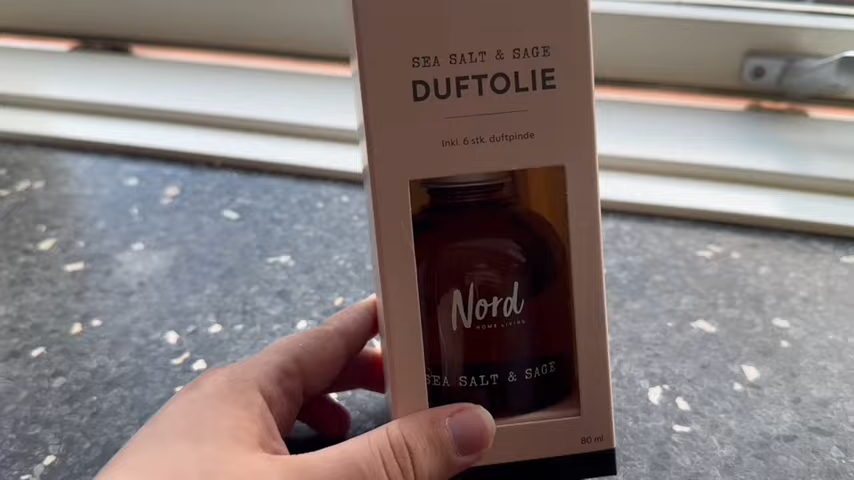 SEA SALT & SAGE
DUFTOLIE
Inkl. 6 stk. duftpinde
Nord
HOME LIVING
SEA SALT & SAGE
80 ml